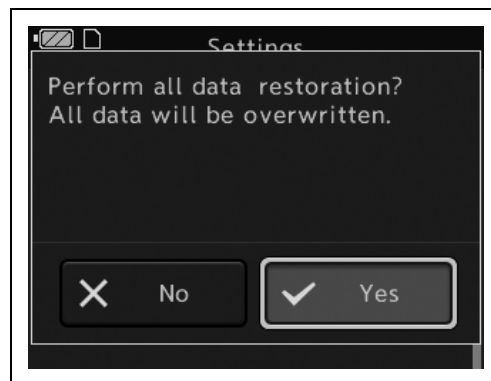 Settings
Perform all data restoration?
All data will be overwritten.
No
Yes